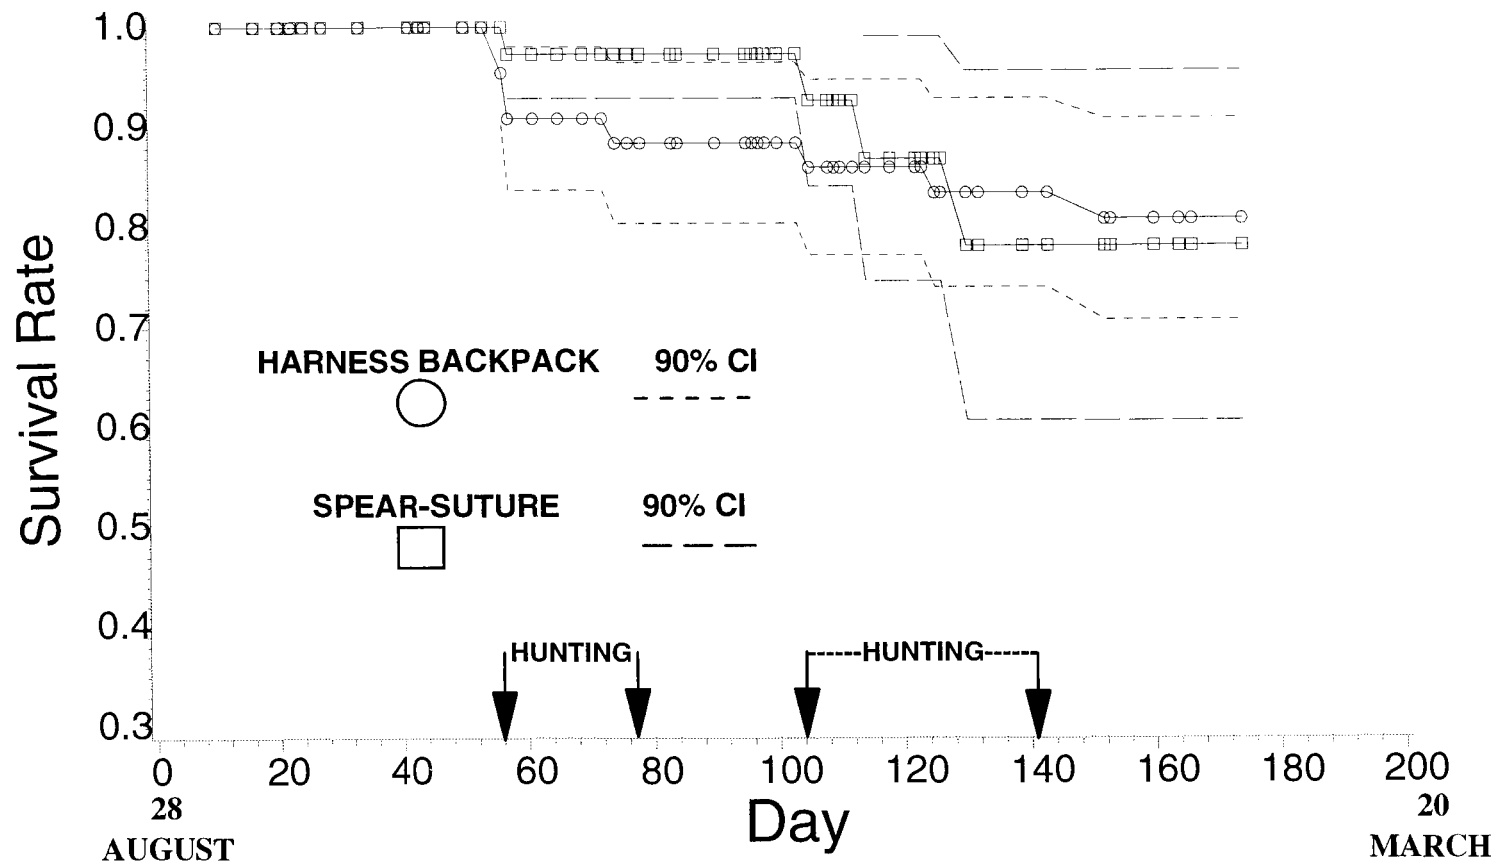 1.0
0.9
0.8
0.7
0.6
0.5
0.4
0.3
Survival Rate
HARNESS BACKPACK 90% CI
SPEAR-SUTURE 90% CI
HUNTING HUNTING
0 20 40 60 80 100 120 140 160 180 200
28
AUGUST
Day
20
MARCH